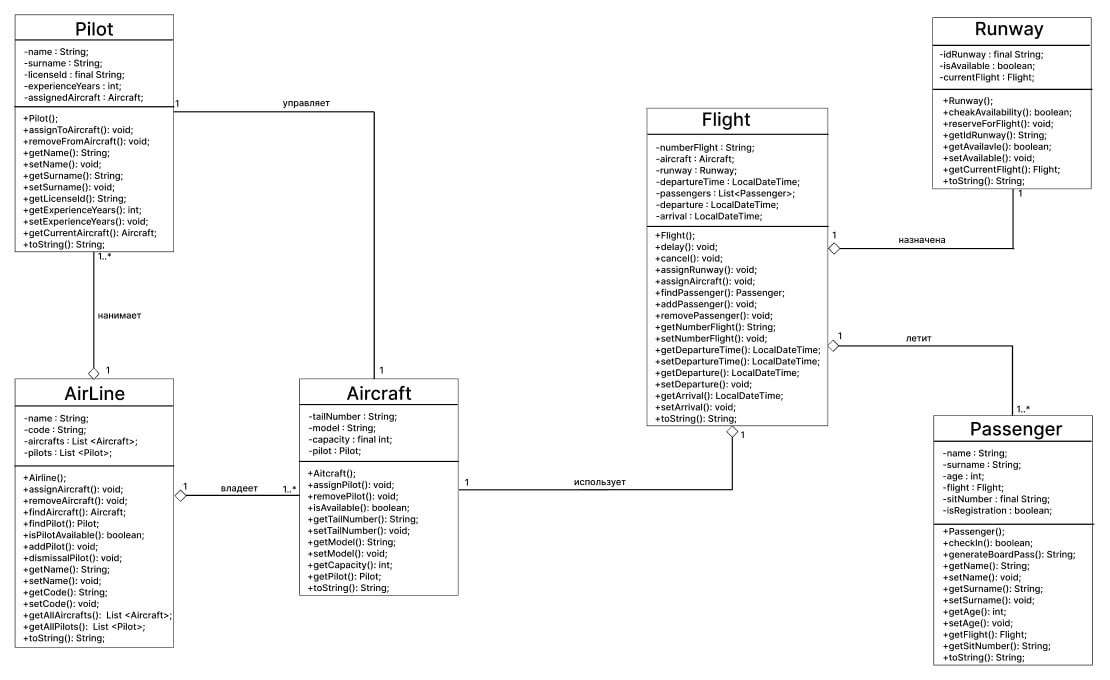 Pilot
-name : String;
-surname : String;
-licenseId : final String;
-experienceYears : int;
-assignedAircraft : Aircraft;
+Pilot();
+assignToAircraft(): void;
+removeFromAircraft(): void;
+getName(): String;
+setName(): void;
+getSurname(): String;
+setSurname(): void;
+getLicenseId(): String;
+getExperienceYears(): int;
+setExperienceYears(): void;
+getCurrentAircraft(): Aircraft;
+toString(): String;
1
управляет
1
1..*
нанимает
1
AirLine
-name : String;
-code : String;
-aircrafts : List <Aircraft>;
-pilots : List <Pilot>;
+Airline();
+assignAircraft(): void;
+removeAircraft(): void;
+findAircraft(): Aircraft;
+findPilot(): Pilot;
+isPilotAvailable(): boolean;
+addPilot(): void;
+dismissalPilot(): void;
+getName(): String;
+setName(): void;
+getCode(): String;
+setCode(): void;
+getAllAircrafts(): List <Aircraft>;
+getAllPilots(): List <Pilot>;
+toString(): String;
1
владеет
1..*
Aircraft
-tailNumber : String;
-model : String;
-capacity : final int;
-pilot : Pilot;
+Aitcraft();
+assignPilot(): void;
+removePilot(): void;
+isAvailable(): boolean;
+getTailNumber(): String;
+setTailNumber(): void;
+getModel(): String;
+setModel(): void;
+getCapacity(): int;
+getPilot(): Pilot;
+toString(): String;
1
использует
1
Flight
-numberFlight : String;
-aircraft : Aircraft;
-runway : Runway;
-departureTime : LocalDateTime;
-passengers : List<Passenger>;
-departure : LocalDateTime;
-arrival : LocalDateTime;
+Flight();
+delay(): void;
+cancel(): void;
+assignRunway(): void;
+assignAircraft(): void;
+findPassenger(): Passenger;
+addPassenger(): void;
+removePassenger(): void;
+getNumberFlight(): String;
+setNumberFlight(): void;
+getDepartureTime(): LocalDateTime;
+setDepartureTime(): LocalDateTime;
+getDeparture(): LocalDateTime;
+setDeparture(): void;
+getArrival(): LocalDateTime;
+setArrival(): void;
+toString(): String;
1
назначена
1
1
летит
1..*
Runway
-idRunway : final String;
-isAvailable : boolean;
-currentFlight : Flight;
+Runway();
+cheakAvailability(): boolean;
+reserveForFlight(): void;
+getIdRunway(): String;
+getAvailavle(): boolean;
+setAvailable(): void;
+getCurrentFlight(): Flight;
+toString(): String;
Passenger
-name : String;
-surname : String;
-age : int;
-flight : Flight;
-sitNumber : final String;
-isRegistration : boolean;
+Passenger();
+checkIn(): boolean;
+generateBoardPass(): String;
+getName(): String;
+setName(): void;
+getSurname(): String;
+setSurname(): void;
+getAge(): int;
+setAge(): void;
+getFlight(): Flight;
+getSitNumber(): String;
+toString(): String;